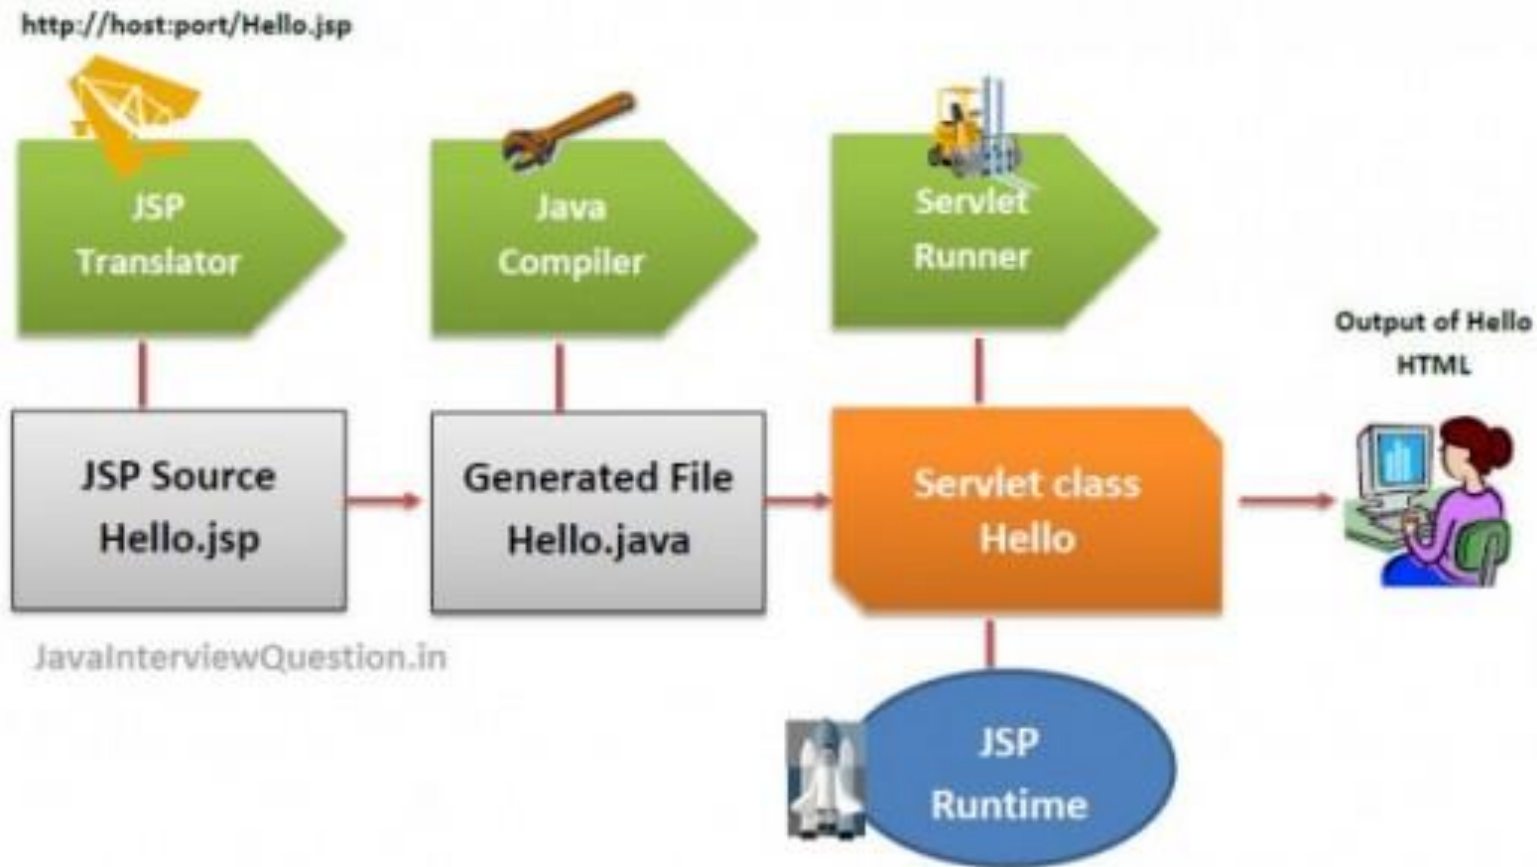 http://host:port/Hello.jsp
JSP
Translator
Java
Compiler
Servlet
Runner
Output of Hello
HTML
JSP Source
Hello.jsp
Generated File
Hello.java
Servlet class
Hello
JavaInterviewQuestion.in
JSP
Runtime